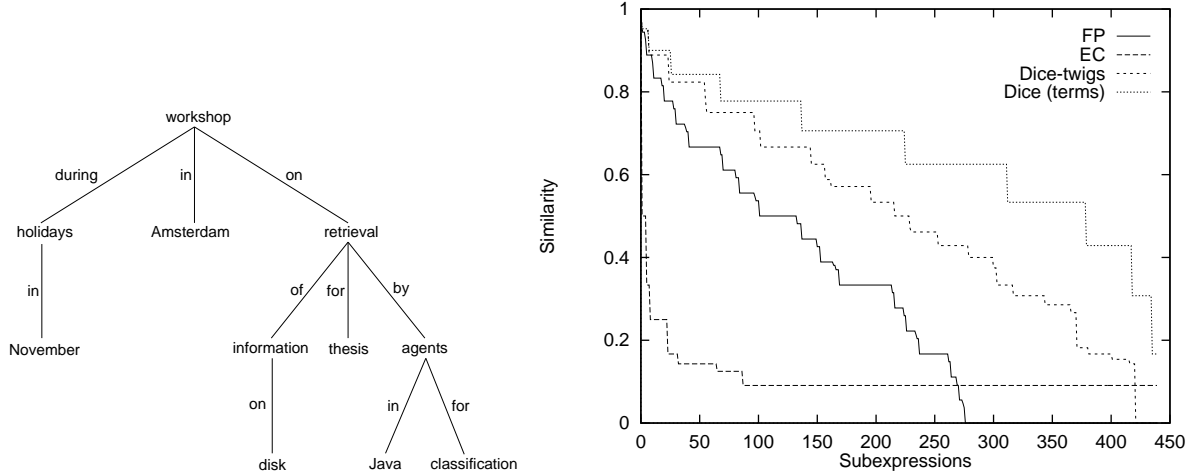 workshop
during in on
holidays Amsterdam retrieval
in of for by
November information thesis agents
on in for
disk Java classification
1
0.8
0.6
0.4
0.2
0
Similarity
FP
EC
Dice-twigs
Dice (terms)
0 50 100 150 200 250 300 350 400 450
Subexpressions